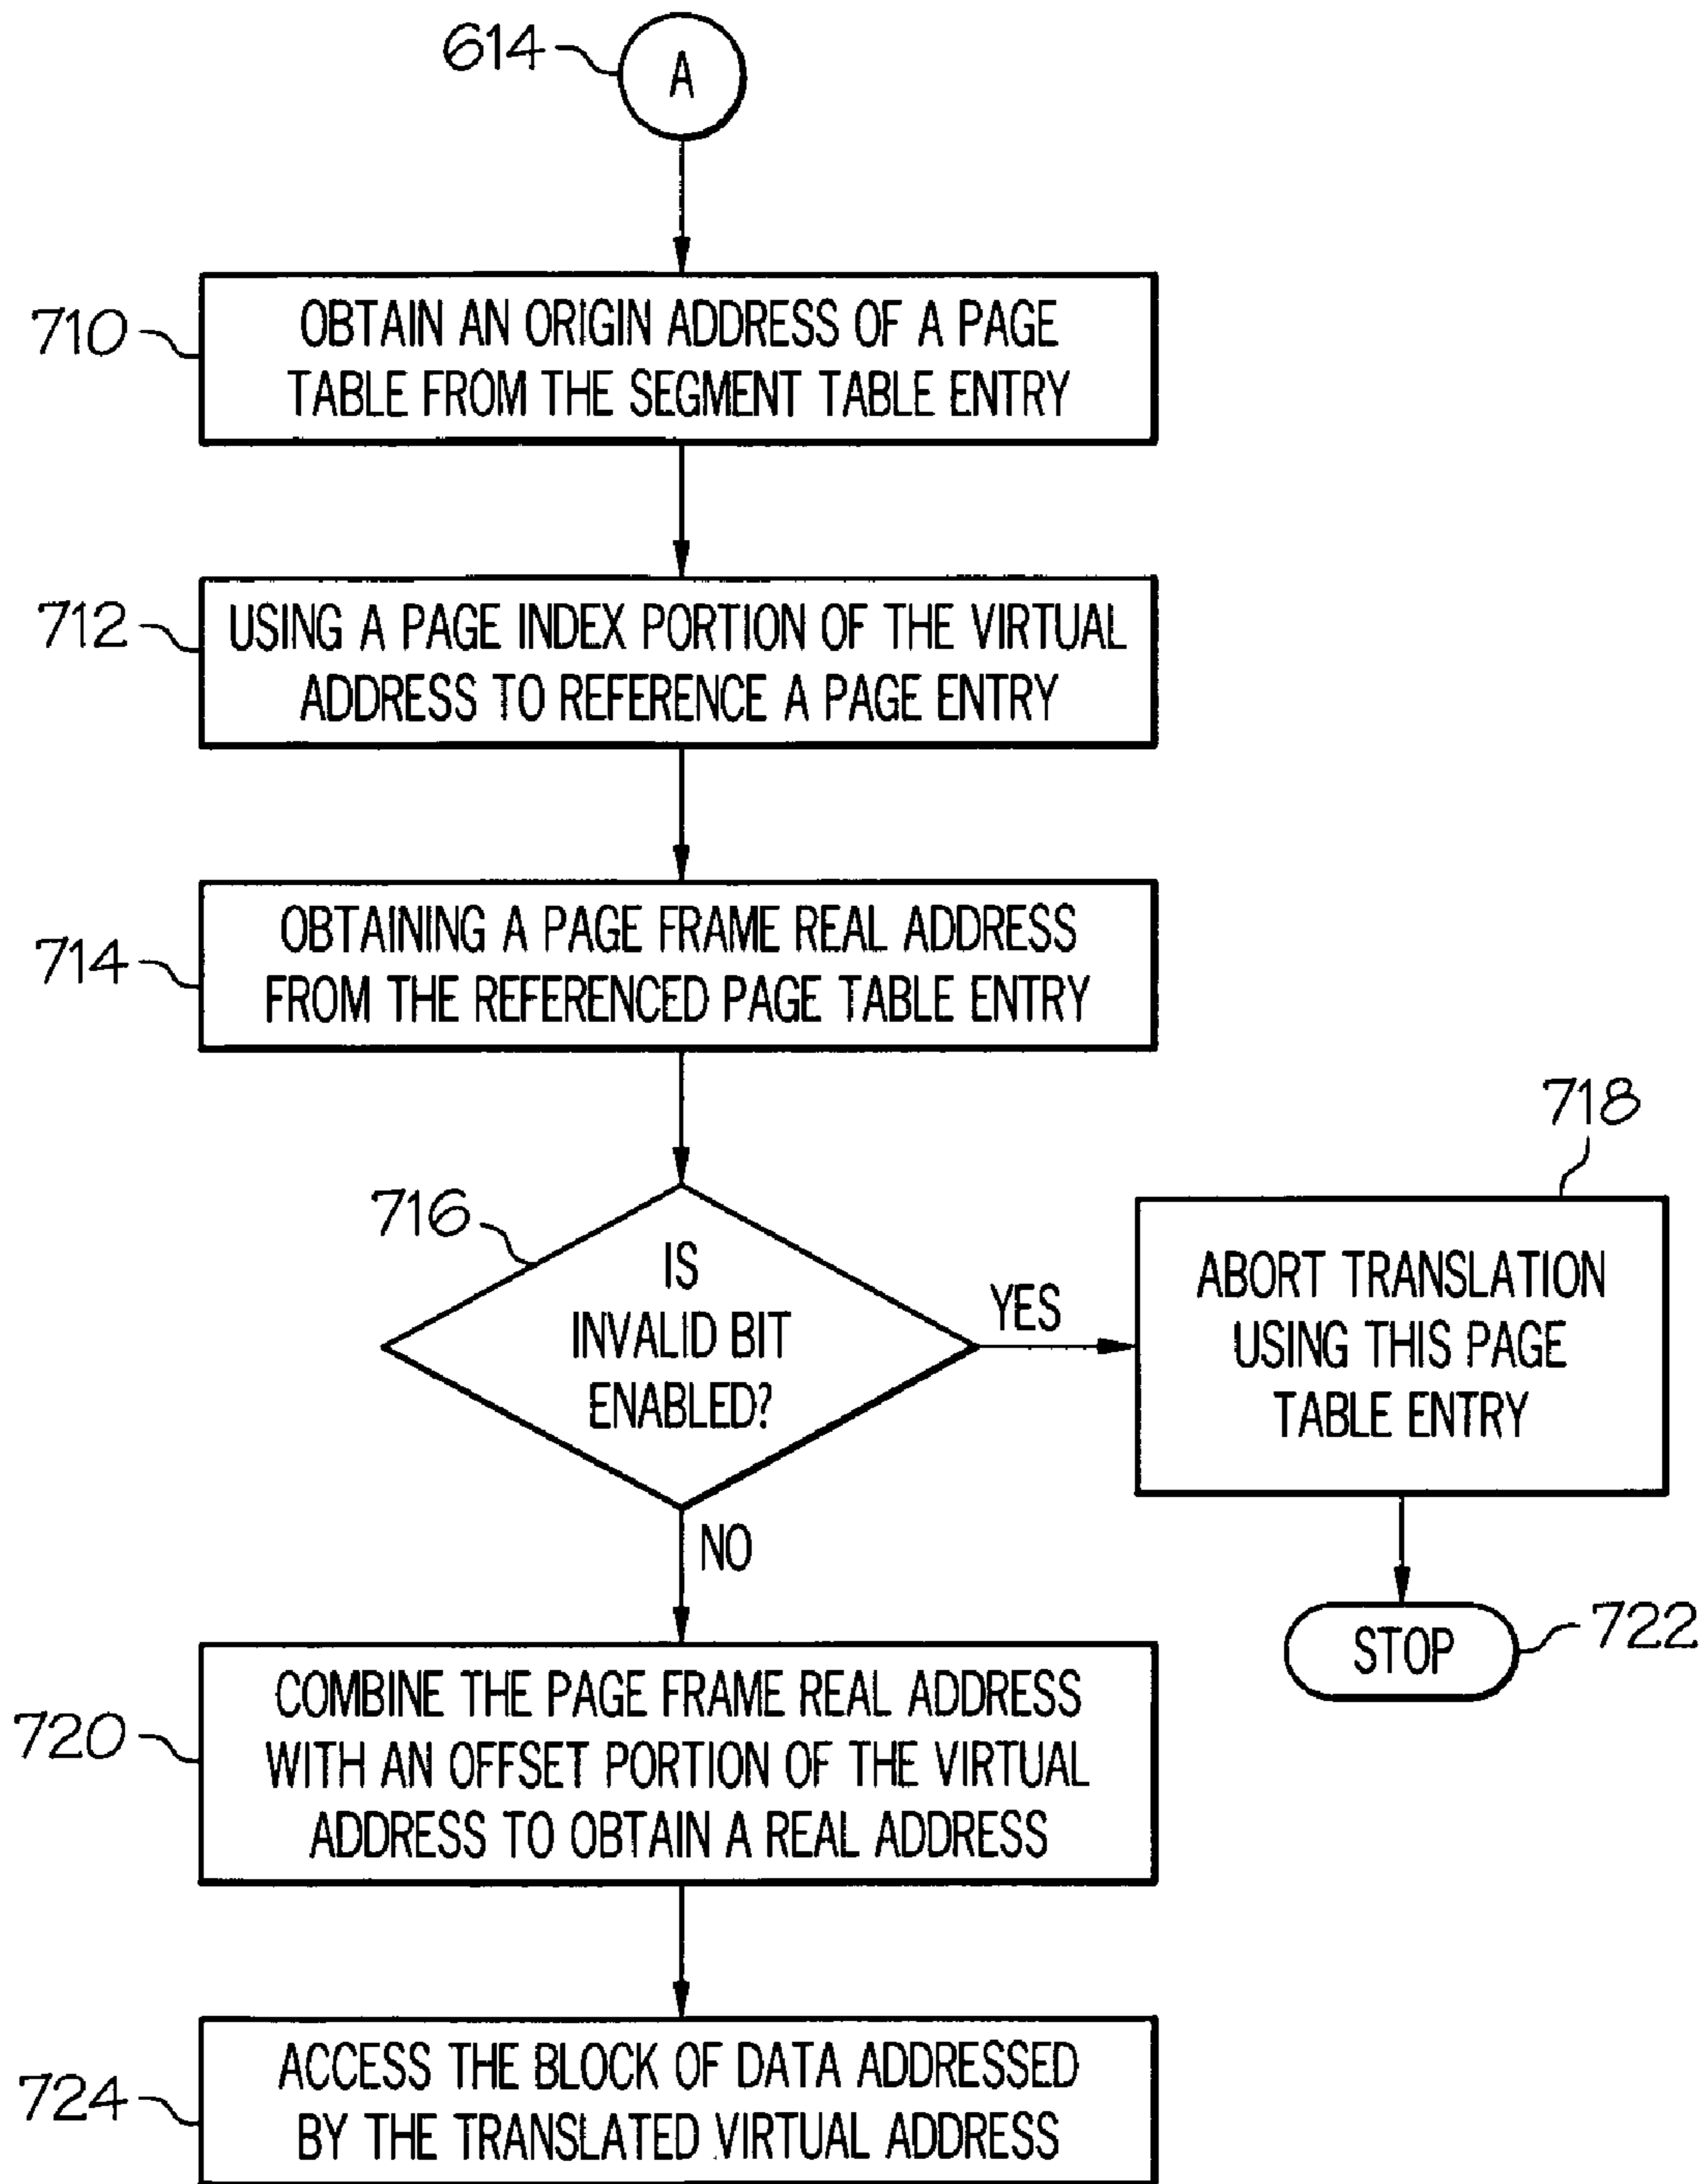 614
A
710
OBTAIN AN ORIGIN ADDRESS OF A PAGE
TABLE FROM THE SEGMENT TABLE ENTRY
712
USING A PAGE INDEX PORTION OF THE VIRTUAL
ADDRESS TO REFERENCE A PAGE ENTRY
714
OBTAINING A PAGE FRAME REAL ADDRESS
FROM THE REFERENCED PAGE TABLE ENTRY
716
IS
INVALID BIT
ENABLED?
YES
718
ABORT TRANSLATION
USING THIS PAGE
TABLE ENTRY
NO
STOP
722
720
COMBINE THE PAGE FRAME REAL ADDRESS
WITH AN OFFSET PORTION OF THE VIRTUAL
ADDRESS TO OBTAIN A REAL ADDRESS
724
ACCESS THE BLOCK OF DATA ADDRESSED
BY THE TRANSLATED VIRTUAL ADDRESS